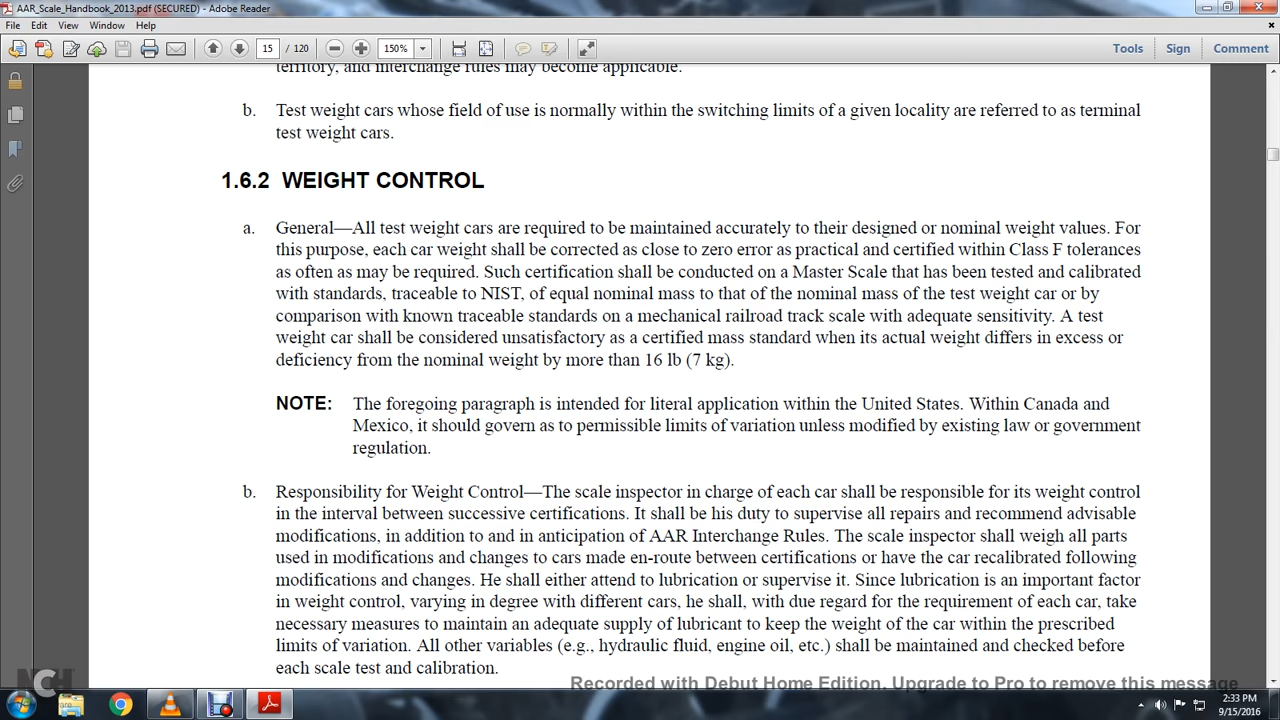 AAR_Scale_Handbook_2013.pdf (SECURED) - Adobe Reader
File Edit View Window Help
15 / 120 150% Tools Sign Comment
territory, and interchange rules may become applicable.
b. Test weight cars whose field of use is normally within the switching limits of a given locality are referred to as terminal
test weight cars.
1.6.2 WEIGHT CONTROL
a. General—All test weight cars are required to be maintained accurately to their designed or nominal weight values. For
this purpose, each car weight shall be corrected as close to zero error as practical and certified within Class F tolerances
as often as may be required. Such certification shall be conducted on a Master Scale that has been tested and calibrated
with standards, traceable to NIST, of equal nominal mass to that of the nominal mass of the test weight car or by
comparison with known traceable standards on a mechanical railroad track scale with adequate sensitivity. A test
weight car shall be considered unsatisfactory as a certified mass standard when its actual weight differs in excess or
deficiency from the nominal weight by more than 16 lb (7 kg).
NOTE: The foregoing paragraph is intended for literal application within the United States. Within Canada and
Mexico, it should govern as to permissible limits of variation unless modified by existing law or government
regulation.
b. Responsibility for Weight Control—The scale inspector in charge of each car shall be responsible for its weight control
in the interval between successive certifications. It shall be his duty to supervise all repairs and recommend advisable
modifications, in addition to and in anticipation of AAR Interchange Rules. The scale inspector shall weigh all parts
used in modifications and changes to cars made en-route between certifications or have the car recalibrated following
modifications and changes. He shall either attend to lubrication or supervise it. Since lubrication is an important factor
in weight control, varying in degree with different cars, he shall, with due regard for the requirement of each car, take
necessary measures to maintain an adequate supply of lubricant to keep the weight of the car within the prescribed
limits of variation. All other variables (e.g., hydraulic fluid, engine oil, etc.) shall be maintained and checked before
each scale test and calibration.
NCH
Recorded with Debut Home Edition. Upgrade to Pro to remove this message
2:33 PM
9/15/2016